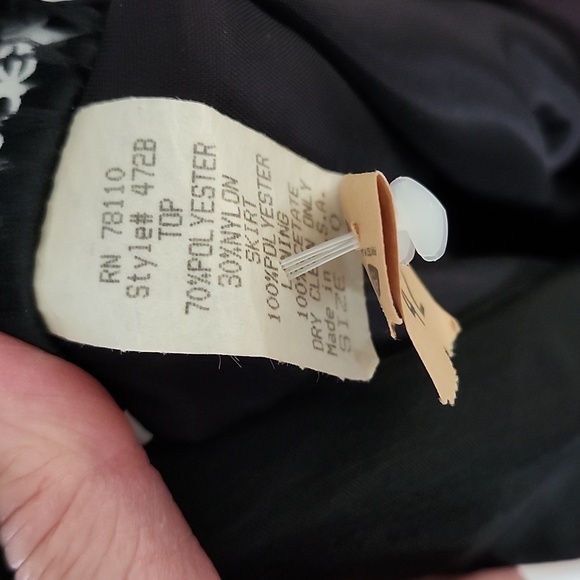 RN 78110
Style# 472B
TOP
70%POLYESTER
30%NYLON
SKIRT
100%POLYESTER
LINING
100% ACETATE
DRY CLEAN ONLY
Made in U.S.A.
SIZE